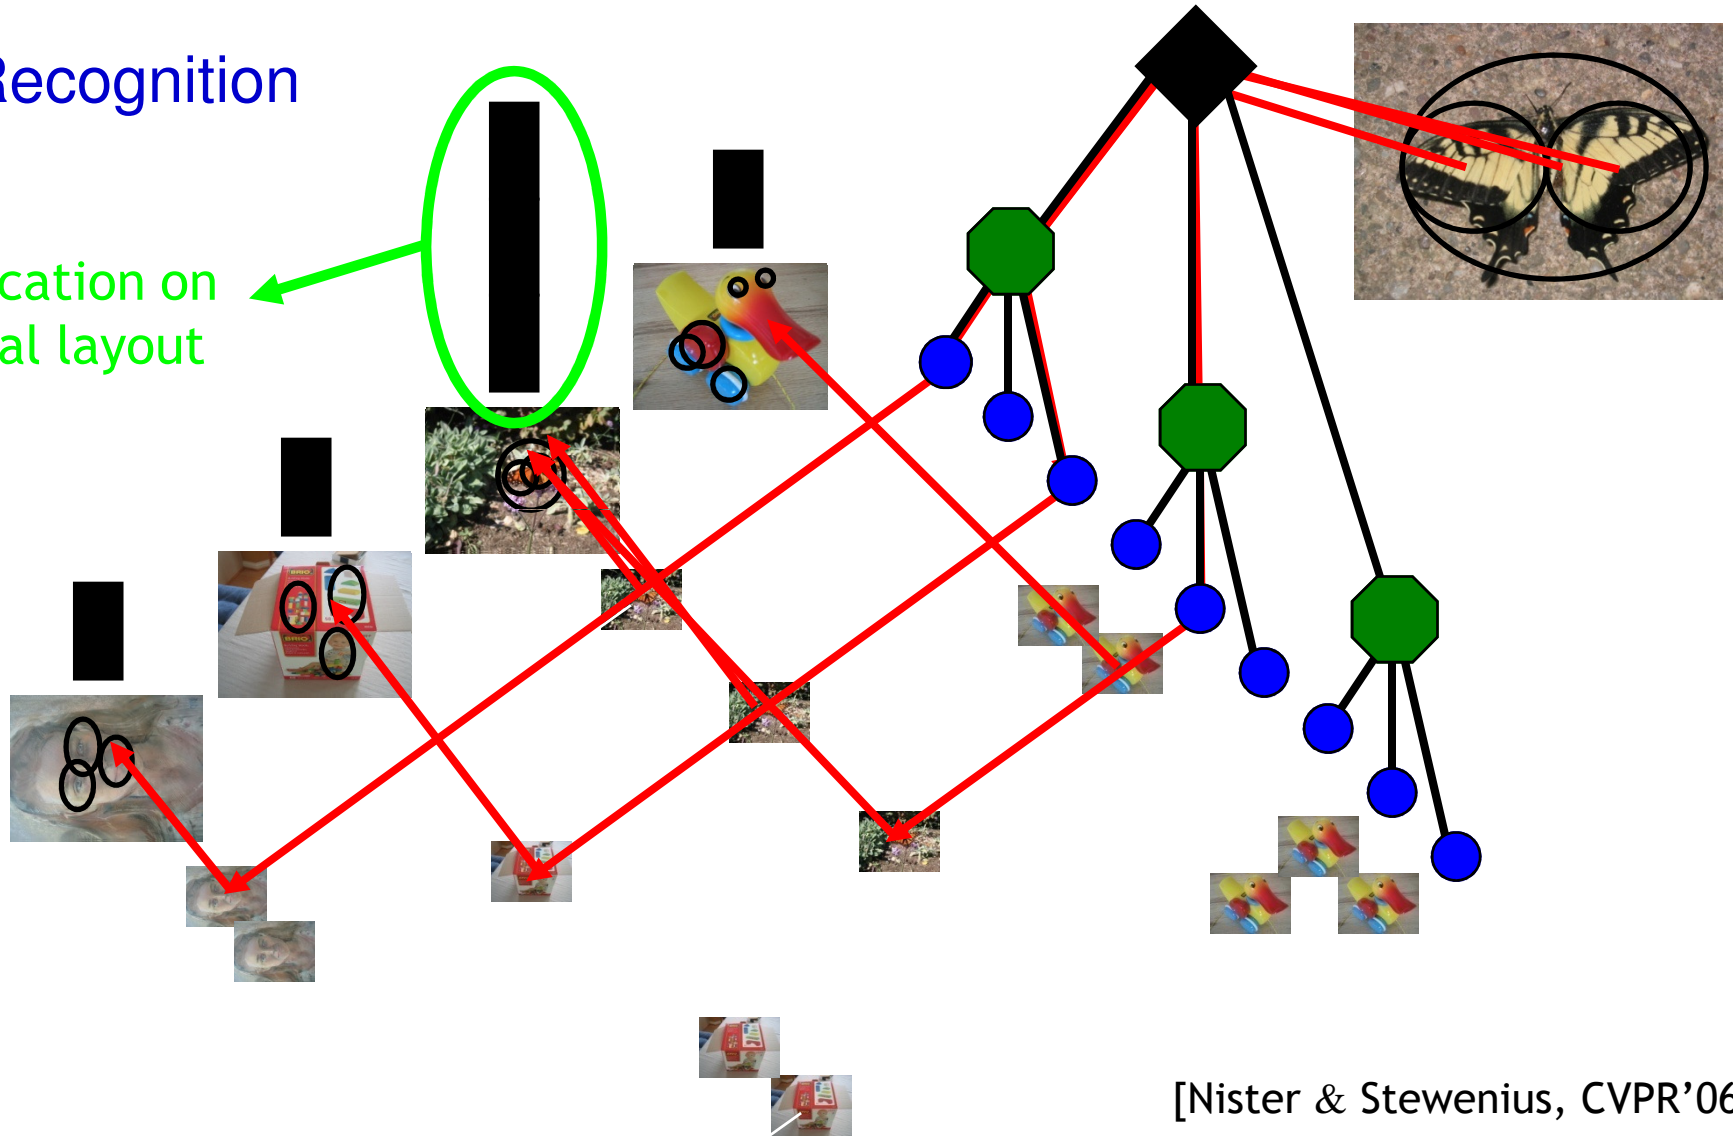 Recognition
cation on
al layout
[Nister & Stewenius, CVPR’06